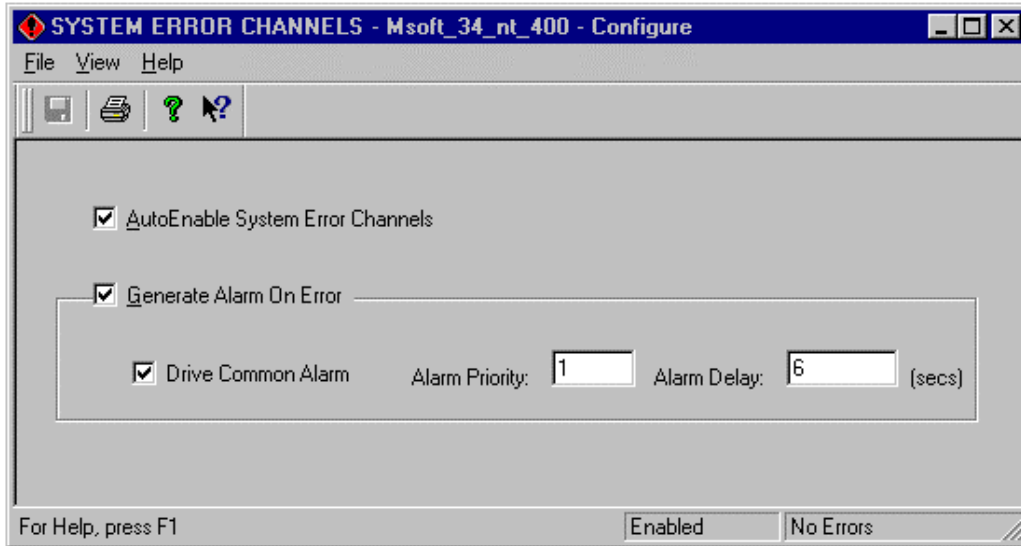 SYSTEM ERROR CHANNELS - Msoft_34_nt_400 - Configure
File View Help
AutoEnable System Error Channels
Generate Alarm On Error
Drive Common Alarm Alarm Priority: 1 Alarm Delay: 6 (secs)
For Help, press F1 Enabled No Errors